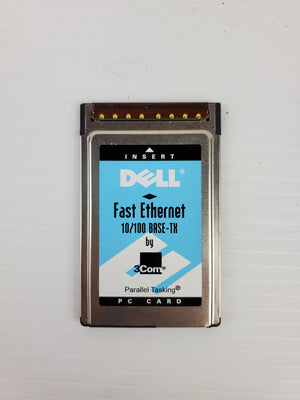 INSERT
DELL®
Fast Ethernet
10/100 BASE-TX
by
3Com®
Parallel Tasking®
PC CARD